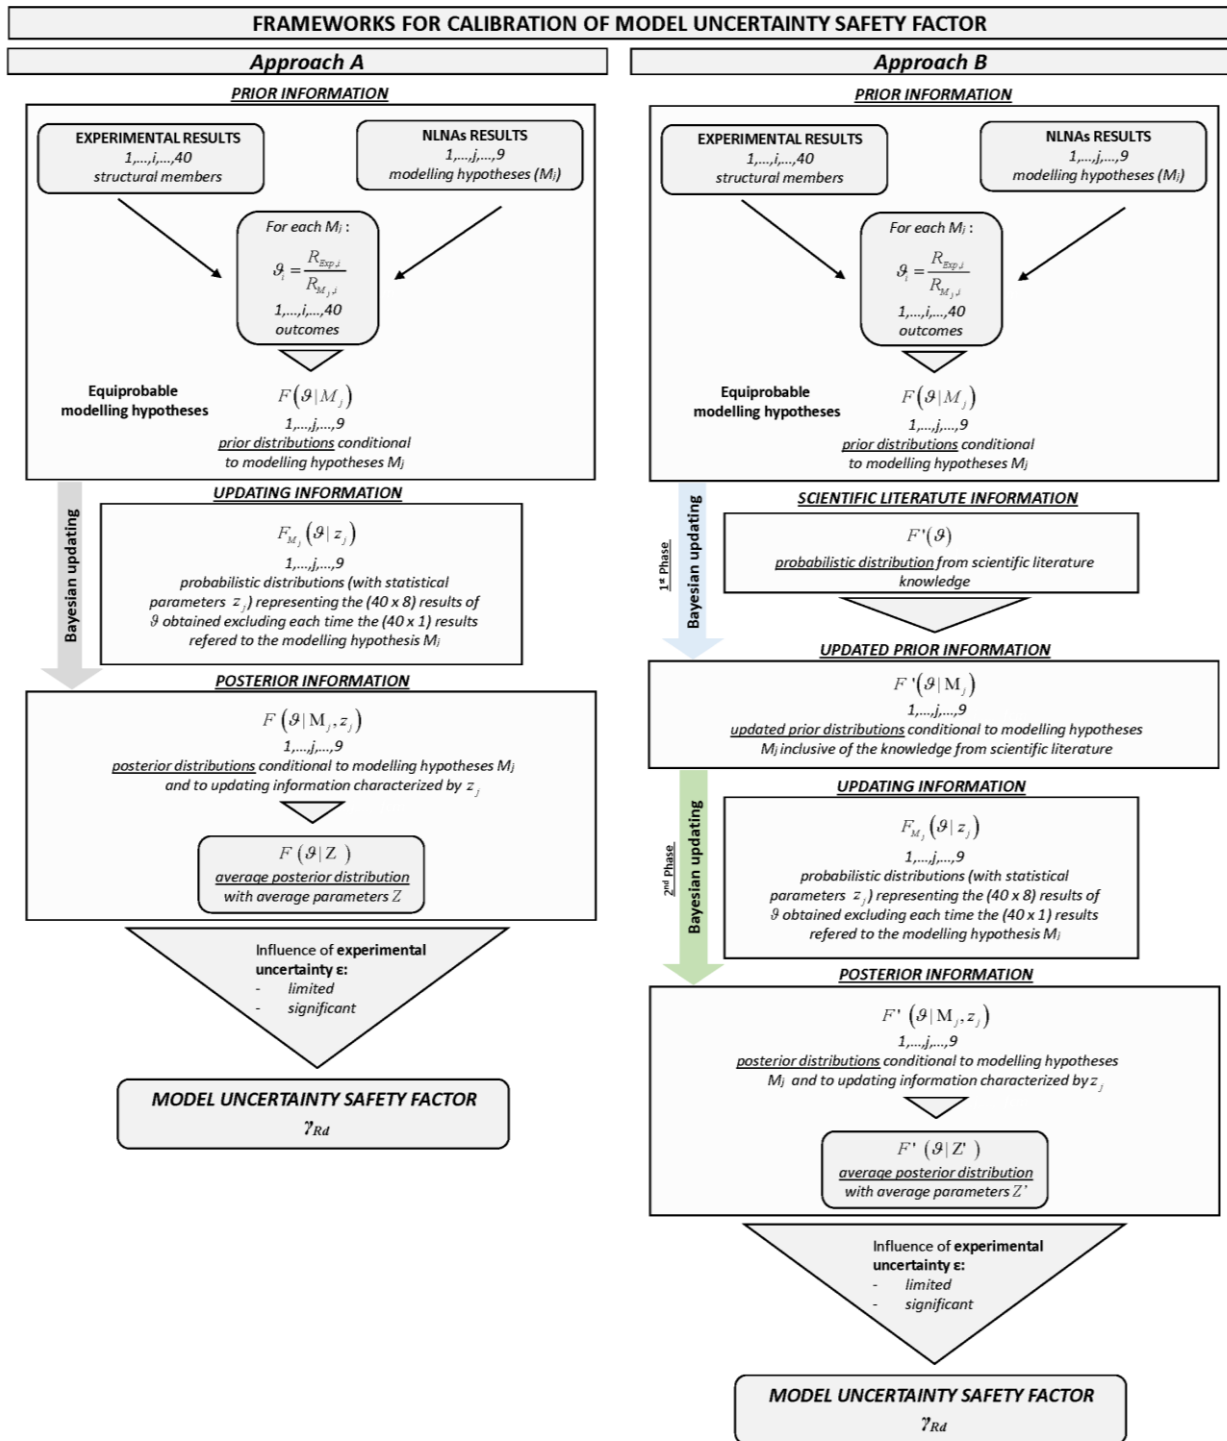 FRAMEWORKS FOR CALIBRATION OF MODEL UNCERTAINTY SAFETY FACTOR
Approach A
PRIOR INFORMATION
EXPERIMENTAL RESULTS
1,...,i,...,40
structural members
NLNAs RESULTS
1,...,j,...,9
modelling hypotheses (Mj)
For each Mj :
ϑi = RExp,i / RMj,i
1,...,i,...,40
outcomes
Equiprobable
modelling hypotheses
F(ϑ | Mj)
1,...,j,...,9
prior distributions conditional
to modelling hypotheses Mj
Bayesian updating
UPDATING INFORMATION
FMj(ϑ | zj)
1,...,j,...,9
probabilistic distributions (with statistical
parameters zj) representing the (40 x 8) results of
ϑ obtained excluding each time the (40 x 1) results
refered to the modelling hypothesis Mj
POSTERIOR INFORMATION
F (ϑ | Mj, zj)
1,...,j,...,9
posterior distributions conditional to modelling hypotheses Mj
and to updating information characterized by zj
F (ϑ | Z )
average posterior distribution
with average parameters Z
Influence of experimental
uncertainty ε:
- limited
- significant
MODEL UNCERTAINTY SAFETY FACTOR
γRd
Approach B
PRIOR INFORMATION
EXPERIMENTAL RESULTS
1,...,i,...,40
structural members
NLNAs RESULTS
1,...,j,...,9
modelling hypotheses (Mj)
For each Mj :
ϑi = RExp,i / RMj,i
1,...,i,...,40
outcomes
Equiprobable
modelling hypotheses
F(ϑ | Mj)
1,...,j,...,9
prior distributions conditional
to modelling hypotheses Mj
1st Phase
Bayesian updating
SCIENTIFIC LITERATUTE INFORMATION
F'(ϑ)
probabilistic distribution from scientific literature
knowledge
UPDATED PRIOR INFORMATION
F'(ϑ | Mj)
1,...,j,...,9
updated prior distributions conditional to modelling hypotheses
Mj inclusive of the knowledge from scientific literature
2nd Phase
Bayesian updating
UPDATING INFORMATION
FMj(ϑ | zj)
1,...,j,...,9
probabilistic distributions (with statistical
parameters zj) representing the (40 x 8) results of
ϑ obtained excluding each time the (40 x 1) results
refered to the modelling hypothesis Mj
POSTERIOR INFORMATION
F' (ϑ | Mj, zj)
1,...,j,...,9
posterior distributions conditional to modelling hypotheses
Mj and to updating information characterized by zj
F' (ϑ | Z' )
average posterior distribution
with average parameters Z'
Influence of experimental
uncertainty ε:
- limited
- significant
MODEL UNCERTAINTY SAFETY FACTOR
γRd